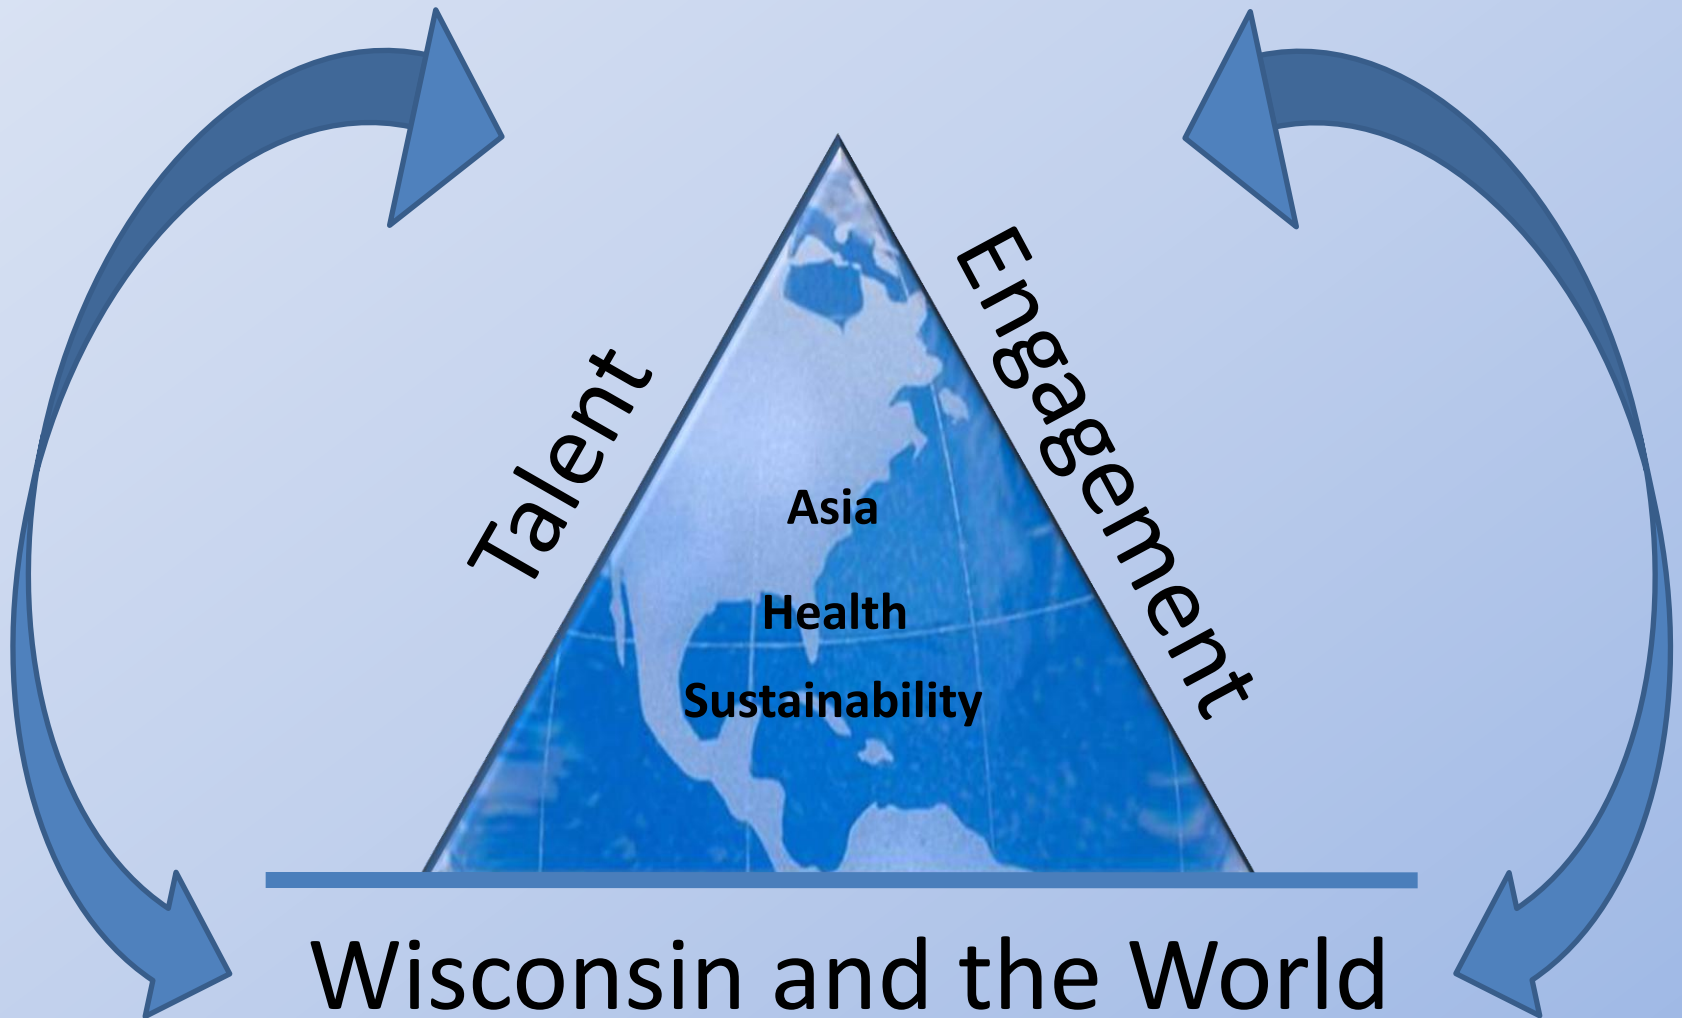 Talent
Engagement
Asia
Health
Sustainability
Wisconsin and the World